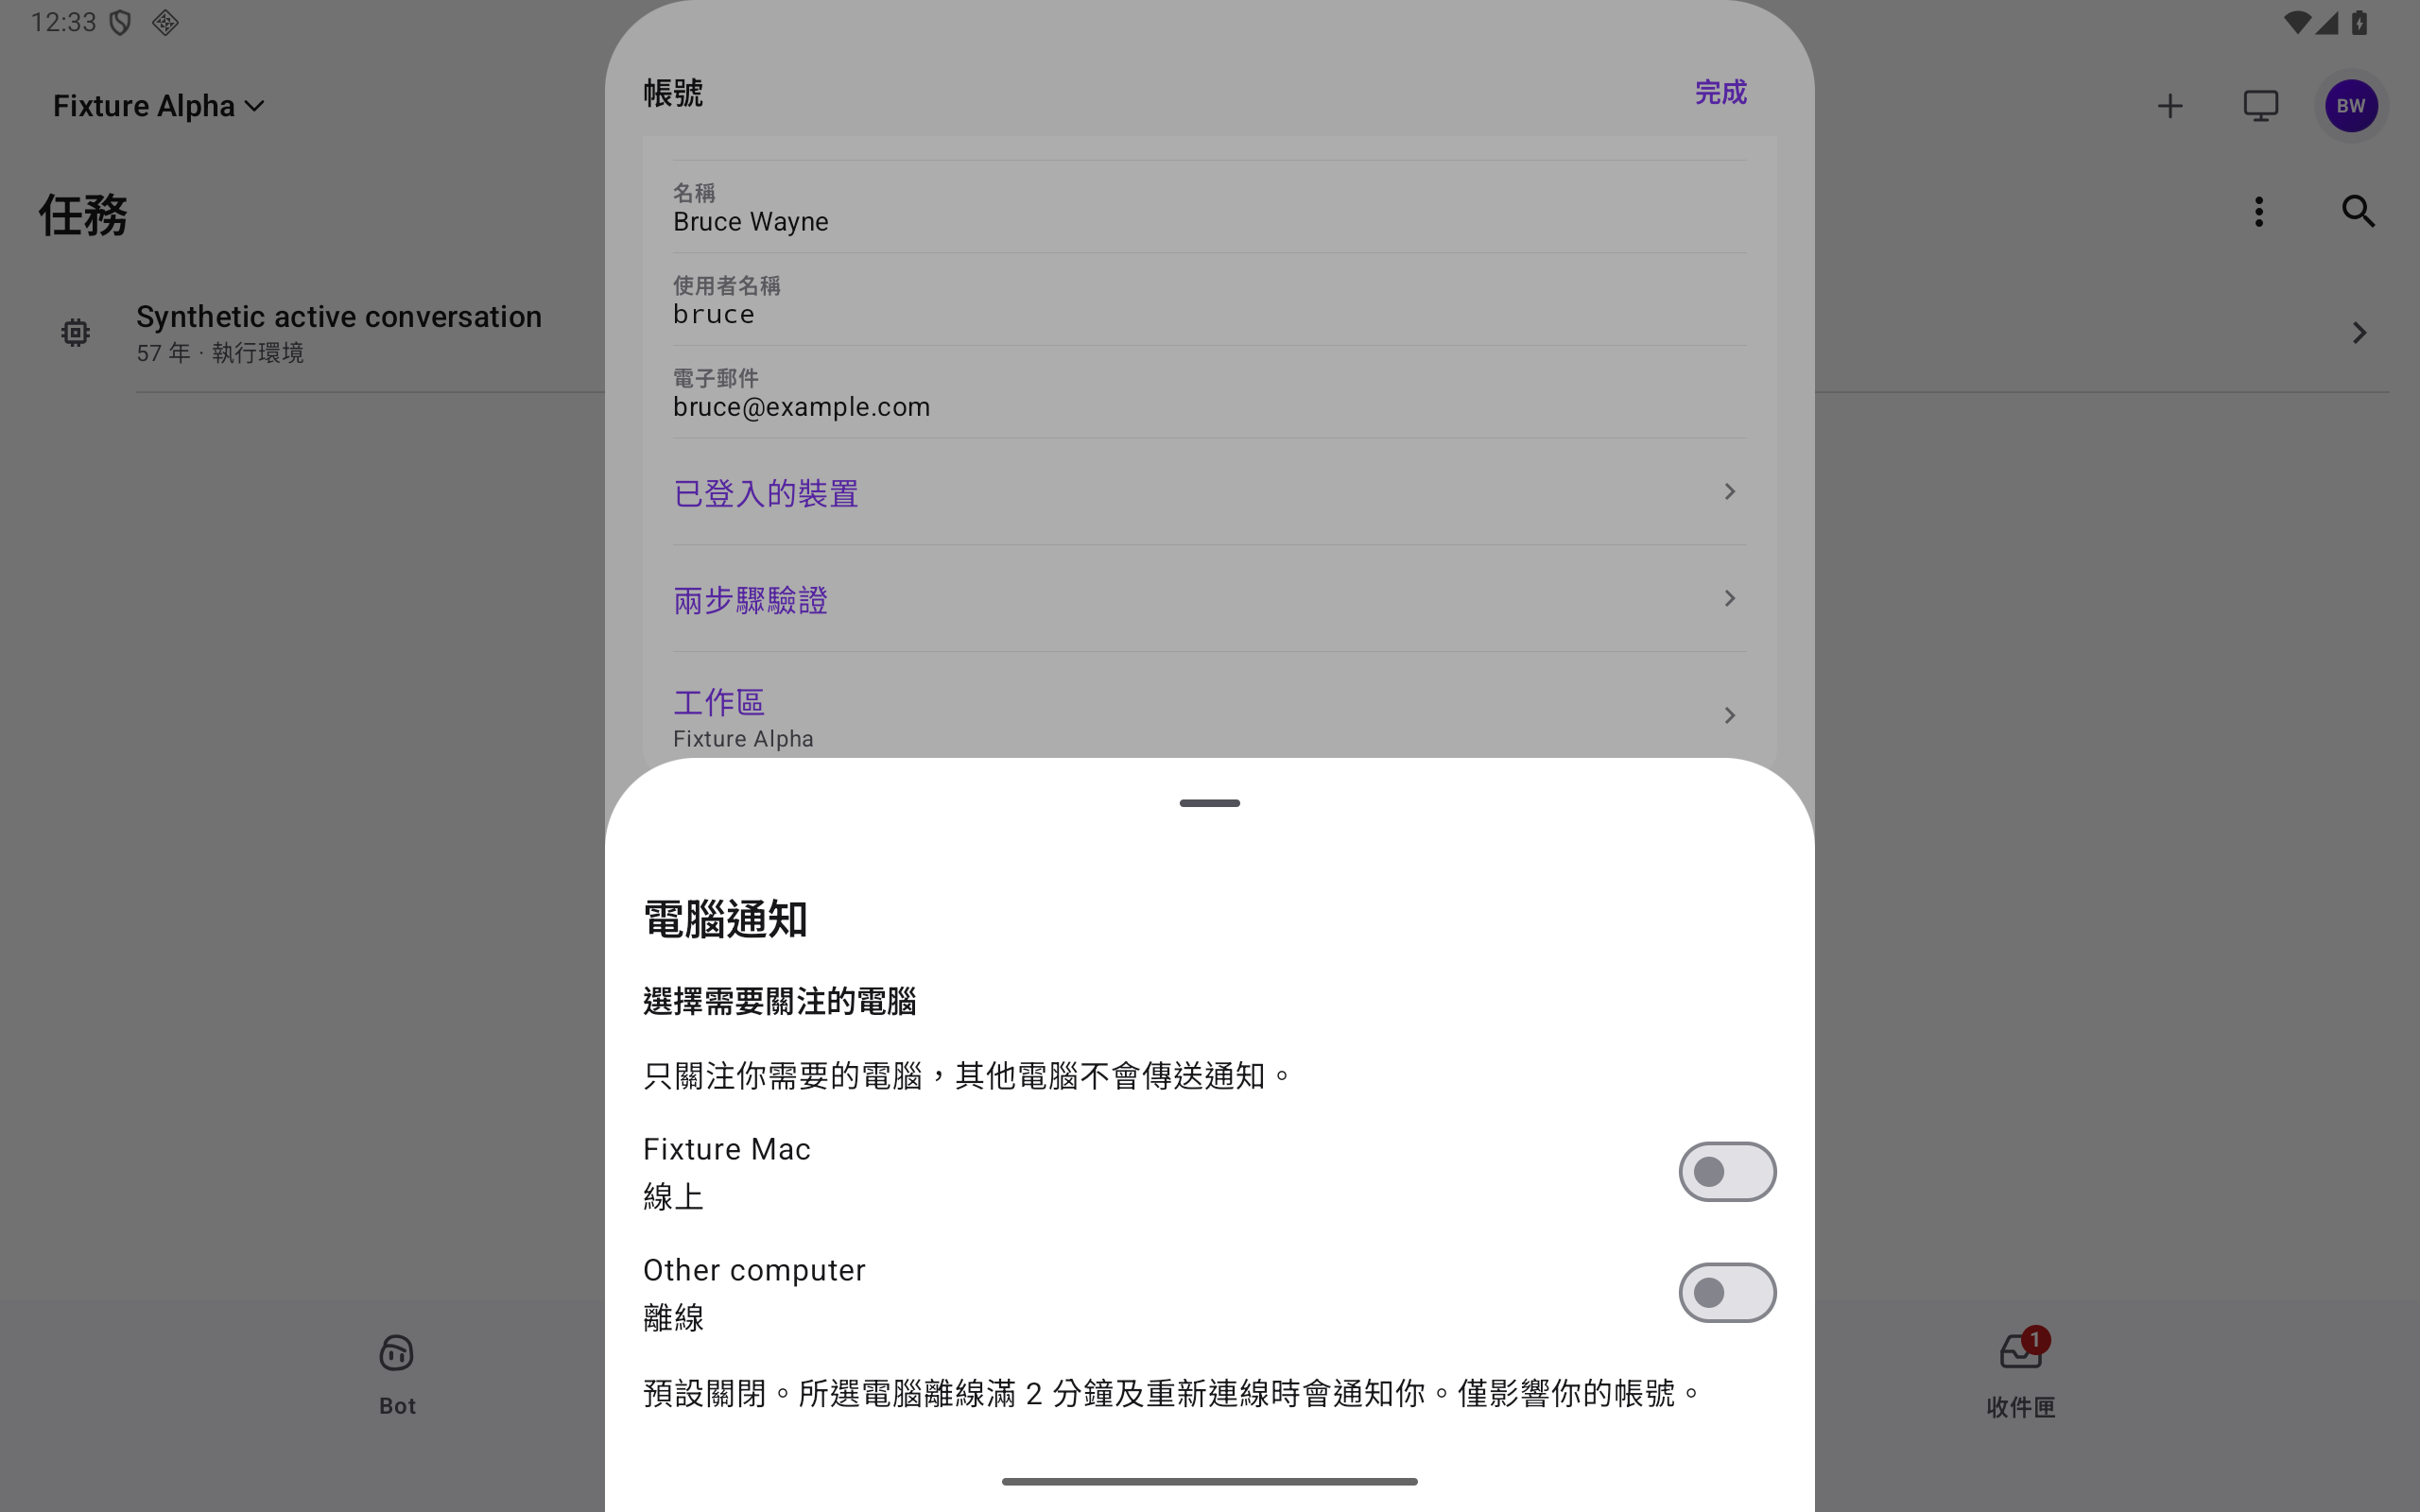 12:33
Fixture Alpha
BW
任務
Synthetic active conversation
57 年 · 執行環境
帳號
完成
名稱
Bruce Wayne
使用者名稱
bruce
電子郵件
bruce@example.com
已登入的裝置
兩步驟驗證
工作區
Fixture Alpha
電腦通知
選擇需要關注的電腦
只關注你需要的電腦，其他電腦不會傳送通知。
Fixture Mac
線上
Other computer
離線
預設關閉。所選電腦離線滿 2 分鐘及重新連線時會通知你。僅影響你的帳號。
Bot
1
收件匣